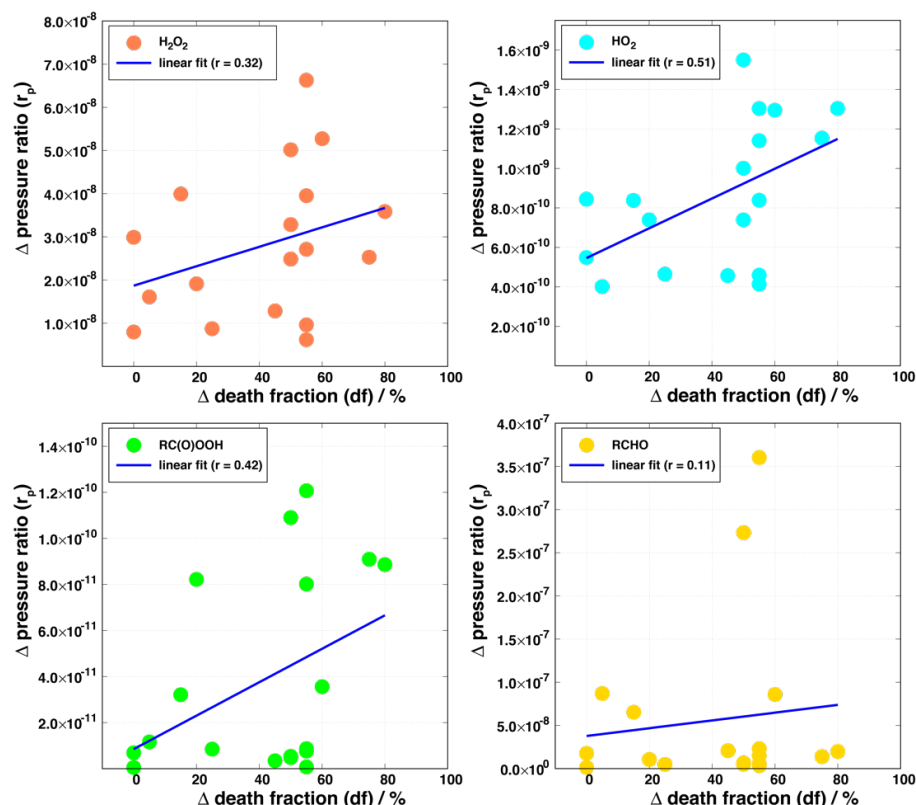 8.0×10⁻⁸
7.0×10⁻⁸
6.0×10⁻⁸
5.0×10⁻⁸
4.0×10⁻⁸
3.0×10⁻⁸
2.0×10⁻⁸
1.0×10⁻⁸
Δ pressure ratio (rₚ)
H₂O₂
linear fit (r = 0.32)
0 20 40 60 80 100
Δ death fraction (df) / %
1.6×10⁻⁹
1.4×10⁻⁹
1.2×10⁻⁹
1.0×10⁻⁹
8.0×10⁻¹⁰
6.0×10⁻¹⁰
4.0×10⁻¹⁰
2.0×10⁻¹⁰
Δ pressure ratio (rₚ)
HO₂
linear fit (r = 0.51)
0 20 40 60 80 100
Δ death fraction (df) / %
1.4×10⁻¹⁰
1.2×10⁻¹⁰
1.0×10⁻¹⁰
8.0×10⁻¹¹
6.0×10⁻¹¹
4.0×10⁻¹¹
2.0×10⁻¹¹
Δ pressure ratio (rₚ)
RC(O)OOH
linear fit (r = 0.42)
0 20 40 60 80 100
Δ death fraction (df) / %
4.0×10⁻⁷
3.5×10⁻⁷
3.0×10⁻⁷
2.5×10⁻⁷
2.0×10⁻⁷
1.5×10⁻⁷
1.0×10⁻⁷
5.0×10⁻⁸
0.0×10⁰
Δ pressure ratio (rₚ)
RCHO
linear fit (r = 0.11)
0 20 40 60 80 100
Δ death fraction (df) / %